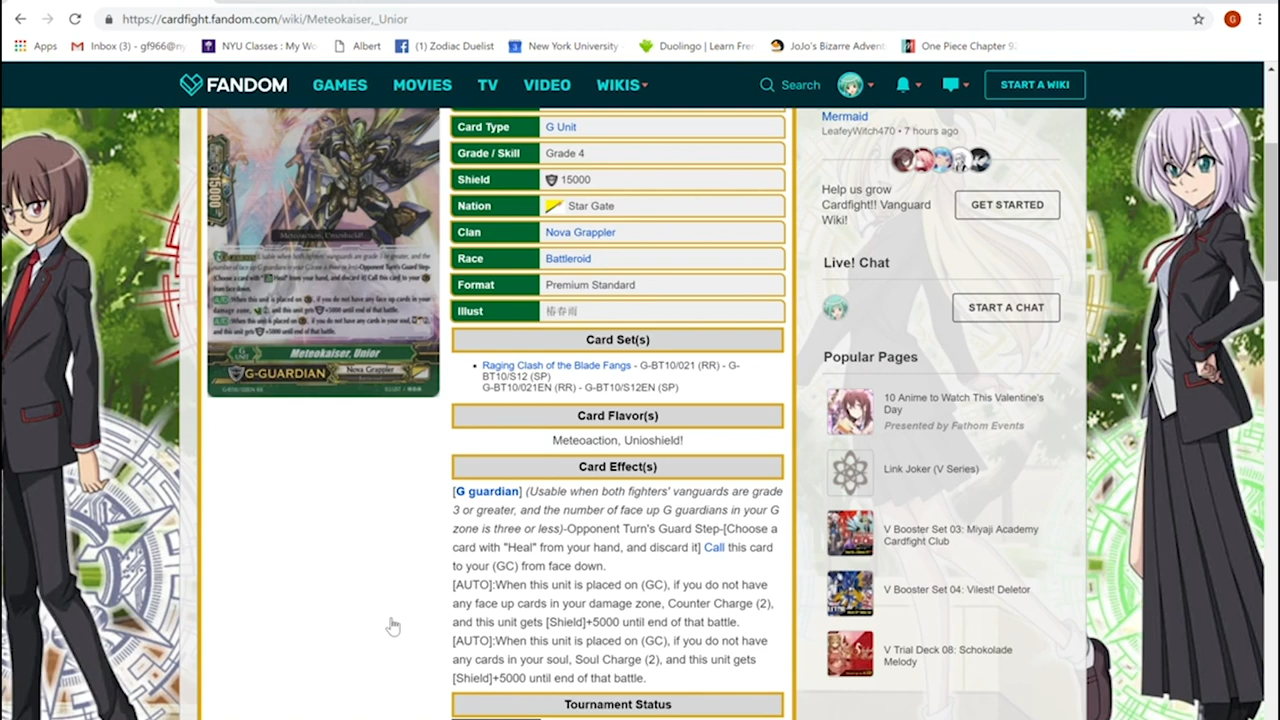 https://cardfight.fandom.com/wiki/Meteokaiser,_Unior
G
Apps
Inbox (3) - gf966@ny
NYU Classes : My Wo
Albert
(1) Zodiac Duelist
New York University
Duolingo | Learn Fre
JoJo's Bizarre Advent
One Piece Chapter 92
FANDOM
GAMES
MOVIES
TV
VIDEO
WIKIS
Search
START A WIKI
Card Type
G Unit
Grade / Skill
Grade 4
Shield
15000
Nation
Star Gate
Clan
Nova Grappler
Race
Battleroid
Format
Premium Standard
Illust
椿春雨
Card Set(s)
• Raging Clash of the Blade Fangs - G-BT10/021 (RR) - G-
BT10/S12 (SP)
G-BT10/021EN (RR) - G-BT10/S12EN (SP)
Card Flavor(s)
Meteoaction, Unioshield!
Card Effect(s)
[G guardian] (Usable when both fighters' vanguards are grade
3 or greater, and the number of face up G guardians in your G
zone is three or less)-Opponent Turn's Guard Step-[Choose a
card with "Heal" from your hand, and discard it] Call this card
to your (GC) from face down.
[AUTO]:When this unit is placed on (GC), if you do not have
any face up cards in your damage zone, Counter Charge (2),
and this unit gets [Shield]+5000 until end of that battle.
[AUTO]:When this unit is placed on (GC), if you do not have
any cards in your soul, Soul Charge (2), and this unit gets
[Shield]+5000 until end of that battle.
Tournament Status
15000
Meteoaction, Unioshield!
G UNIT
Meteokaiser, Unior
G-GUARDIAN
Nova Grappler
Mermaid
LeafeyWitch470 • 7 hours ago
Help us grow
Cardfight!! Vanguard
Wiki!
GET STARTED
Live! Chat
START A CHAT
Popular Pages
10 Anime to Watch This Valentine's
Day
Presented by Fathom Events
Link Joker (V Series)
V Booster Set 03: Miyaji Academy
Cardfight Club
V Booster Set 04: Vilest! Deletor
V Trial Deck 08: Schokolade
Melody